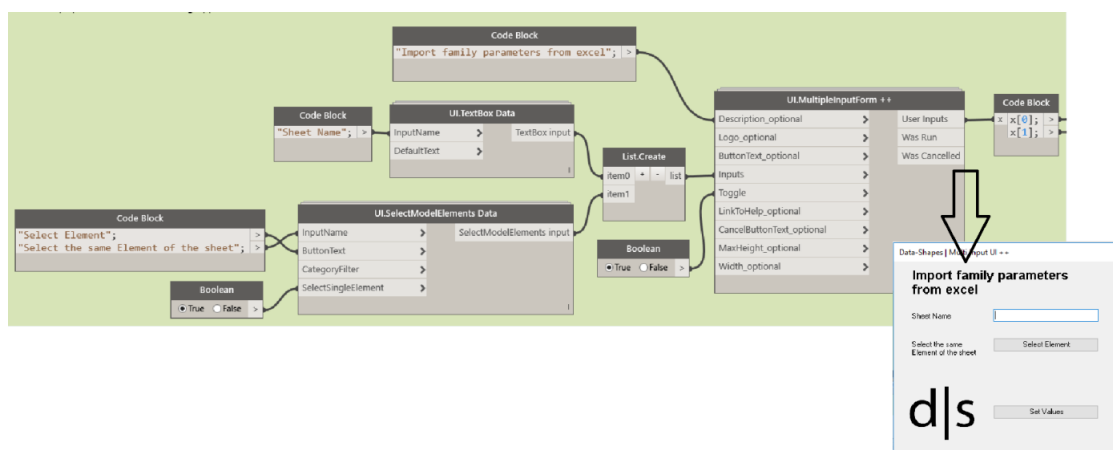 Code Block
"Import family parameters from excel"; >
Code Block
"Sheet Name"; >
UI.TextBox Data
InputName > TextBox input
DefaultText >
l
List.Create
item0 + - list
item1
UI.MultipleInputForm ++
Description_optional > User Inputs
Logo_optional > Was Run
ButtonText_optional > Was Cancelled
Inputs >
Toggle >
LinkToHelp_optional >
CancelButtonText_optional >
MaxHeight_optional >
Width_optional >
Code Block
x x[0]; >
x[1]; >
Code Block
"Select Element"; >
"Select the same Element of the sheet"; >
UI.SelectModelElements Data
InputName > SelectModelElements input
ButtonText >
CategoryFilter >
SelectSingleElement >
l
Boolean
True False >
Boolean
True False >
Data-Shapes | Multi Input UI ++
Import family parameters
from excel
Sheet Name
Select the same
Element of the sheet
Select Element
d|s
Set Values